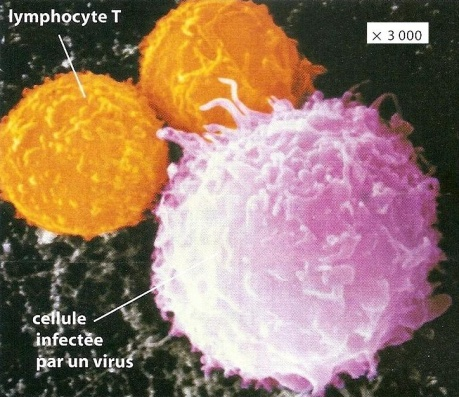 lymphocyte T
× 3 000
cellule
infectée
par un virus